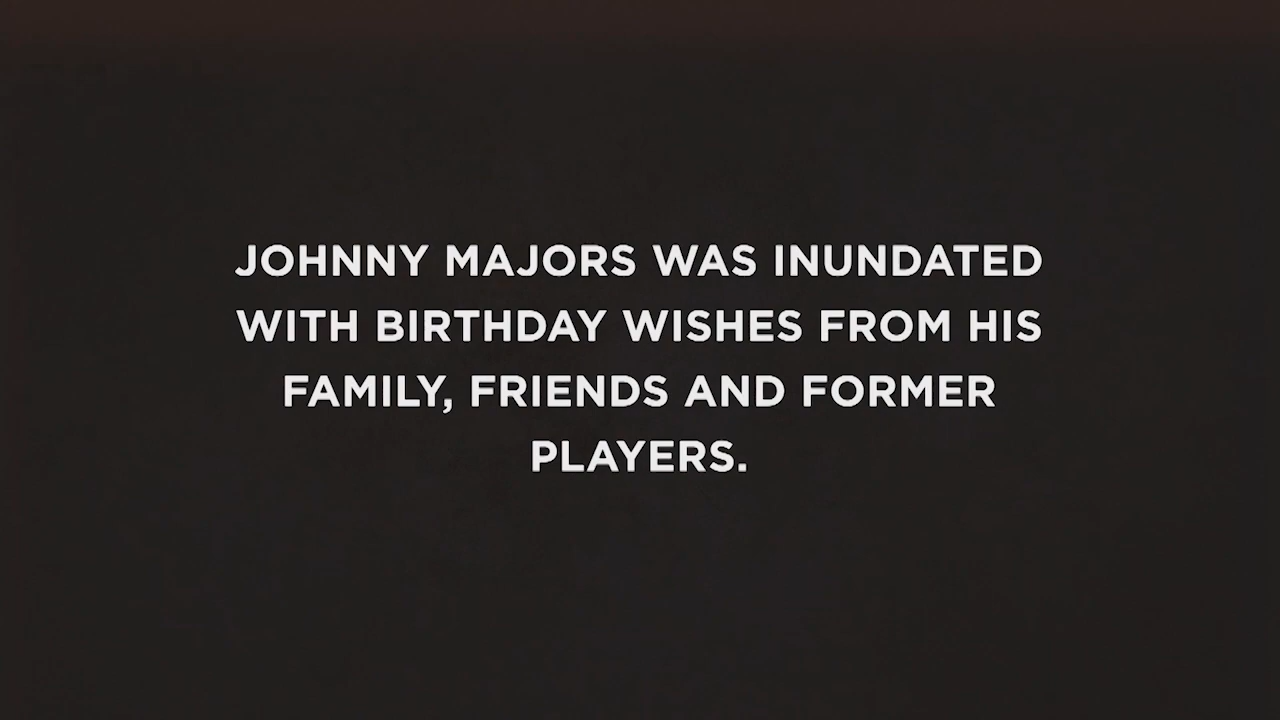 JOHNNY MAJORS WAS INUNDATED
WITH BIRTHDAY WISHES FROM HIS
FAMILY, FRIENDS AND FORMER
PLAYERS.